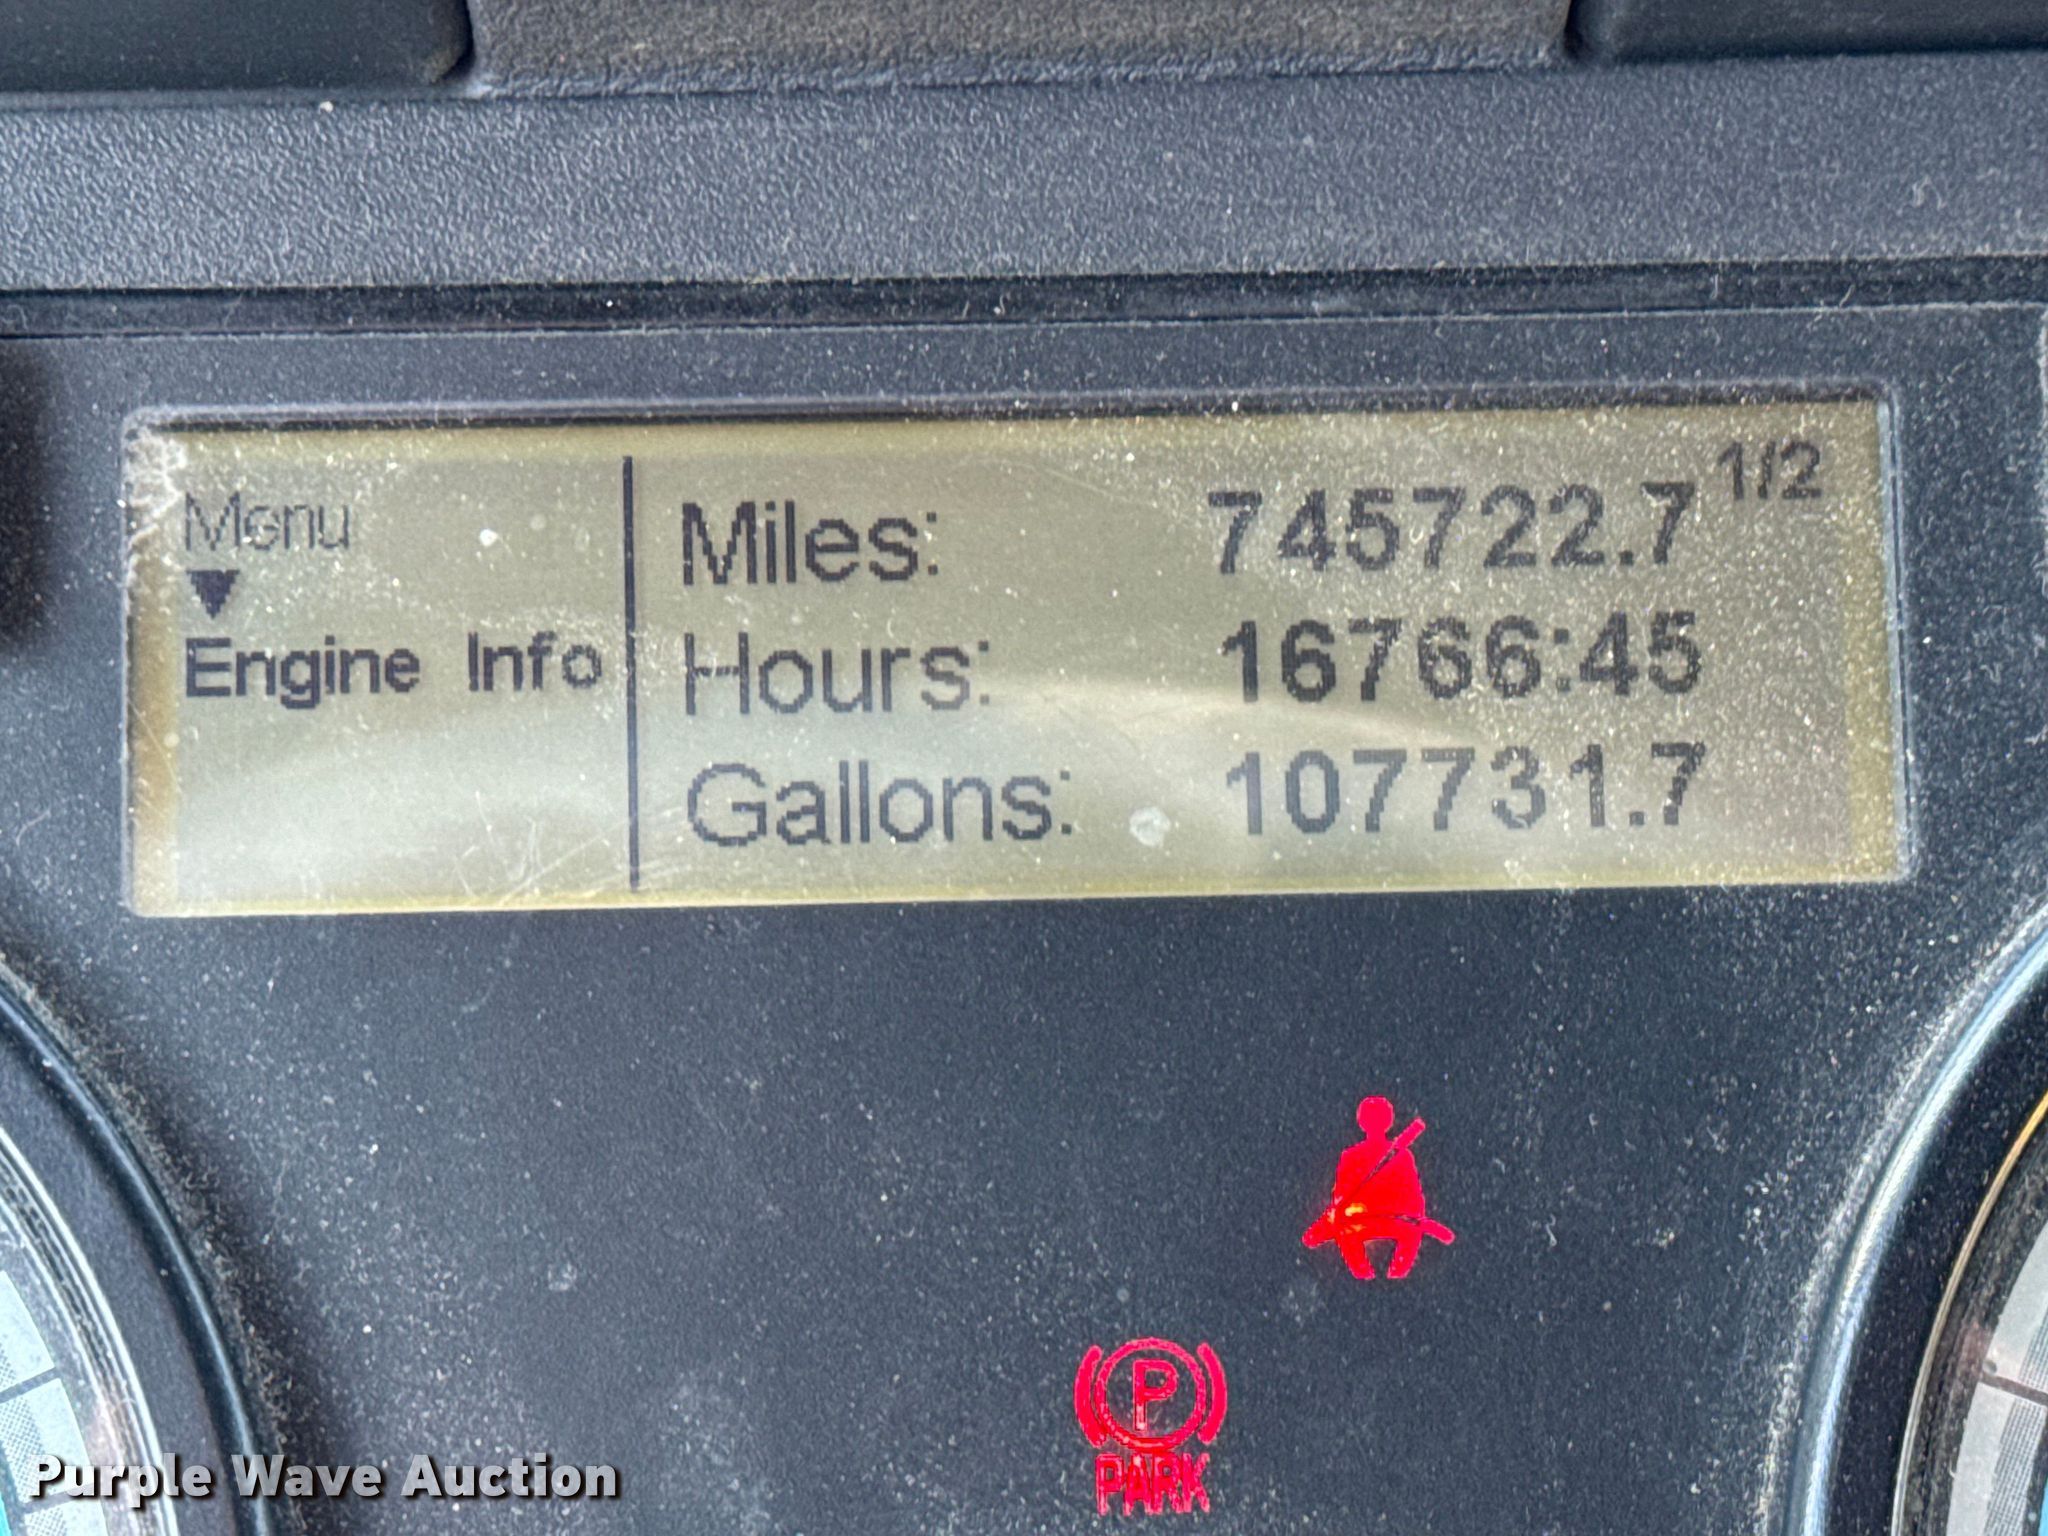 Menu
Engine Info
1/2
Miles: 745722.7
Hours: 16766:45
Gallons: 107731.7
P
PARK
Purple Wave Auction